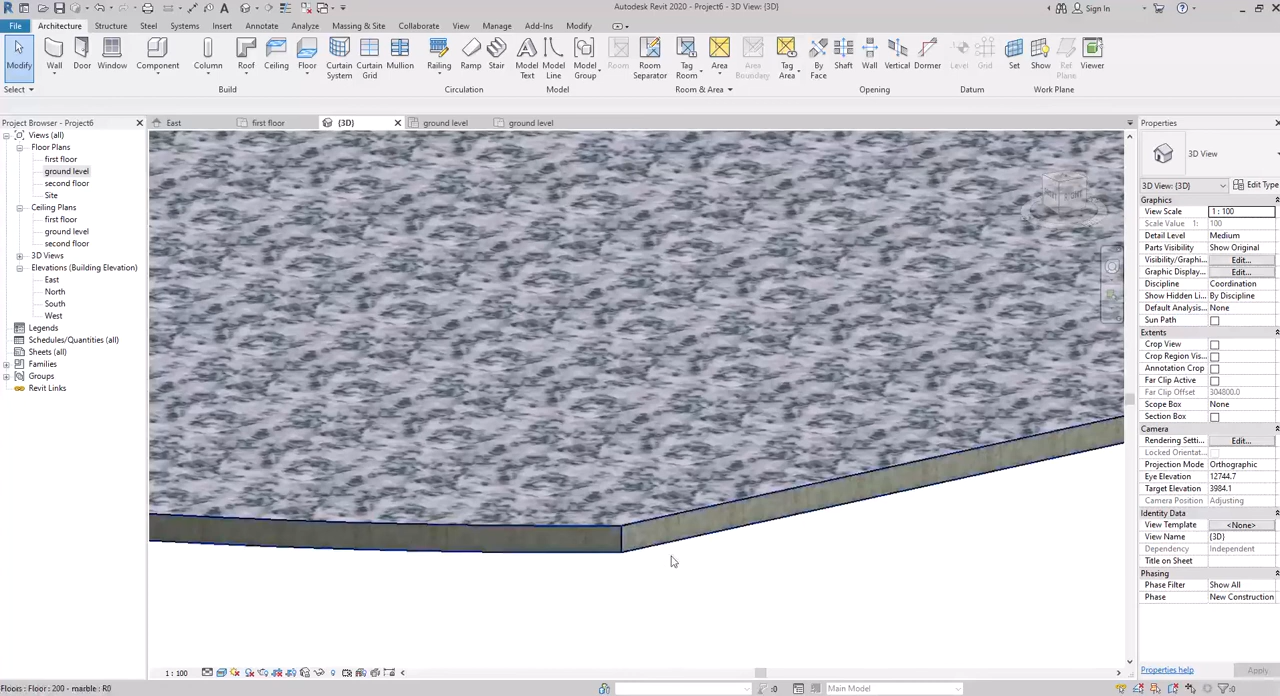 Autodesk Revit 2020 - Project6 - 3D View: {3D}
Sign In
File Architecture Structure Steel Systems Insert Annotate Analyze Massing & Site Collaborate View Manage Add-Ins Modify
Modify Wall Door Window Component Column Roof Ceiling Floor Curtain System Curtain Grid Mullion Railing Ramp Stair Model Text Model Line Model Group Room Room Separator Tag Room Area Area Boundary Tag Area By Face Shaft Wall Vertical Dormer Level Grid Set Show Ref Plane Viewer
Select Build Circulation Model Room & Area Opening Datum Work Plane
Project Browser - Project6
East
ground level
{3D}
first floor
ground level
Properties
Views (all)
Floor Plans
first floor
ground level
second floor
Site
Ceiling Plans
first floor
ground level
second floor
3D Views
Elevations (Building Elevation)
East
North
South
West
Legends
Schedules/Quantities (all)
Sheets (all)
Families
Groups
Revit Links
3D View
3D View: {3D} Edit Type
Graphics
View Scale 1 : 100
Scale Value 1: 100
Detail Level Medium
Parts Visibility Show Original
Visibility/Graphi... Edit...
Graphic Display... Edit...
Discipline Coordination
Show Hidden Li... By Discipline
Default Analysis... None
Sun Path
Extents
Crop View
Crop Region Vis...
Annotation Crop
Far Clip Active
Far Clip Offset 304800.0
Scope Box None
Section Box
Camera
Rendering Setti... Edit...
Locked Orientat...
Projection Mode Orthographic
Eye Elevation 12744.7
Target Elevation 3984.1
Camera Position Adjusting
Identity Data
View Template <None>
View Name {3D}
Dependency Independent
Title on Sheet
Phasing
Phase Filter Show All
Phase New Construction
Properties help Apply
1 : 100
Floors : Floor : 200 - marble : R0
:0 Main Model :0